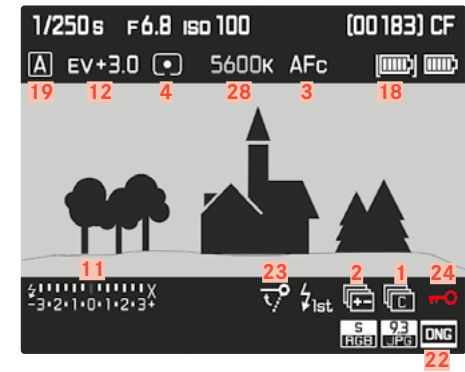 1/250 s F6.8 ISO 100 (00183) CF
A EV+3.0 5600K AFc
19 12 4 28 3 18
11 23 2 1 24
X 1st +- C
-3•2•1•0•1•2•3+
S RGB 9,3 JPG DNG
22